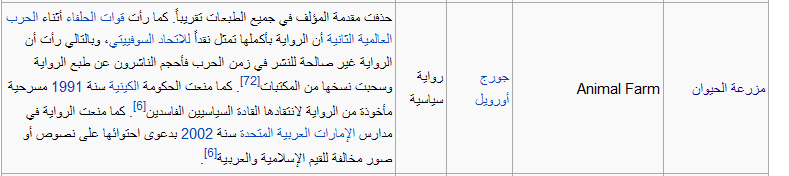 مزرعة الحيوان
Animal Farm
جورج
أورويل
رواية
سياسية
حذفت مقدمة المؤلف في جميع الطبعات تقريباً. كما رأت قوات الحلفاء أثناء الحرب
العالمية الثانية أن الرواية بأكملها تمثل نقداً للاتحاد السوفييتي، وبالتالي رأت أن
الرواية غير صالحة للنشر في زمن الحرب فأحجم الناشرون عن طبع الرواية
وسحبت نسخها من المكتبات[72]. كما منعت الحكومة الكينية سنة 1991 مسرحية
مأخوذة من الرواية لانتقادها القادة السياسيين الفاسدين[6]. كما منعت الرواية في
مدارس الإمارات العربية المتحدة سنة 2002 بدعوى احتوائها على نصوص أو
صور مخالفة للقيم الإسلامية والعربية[6].